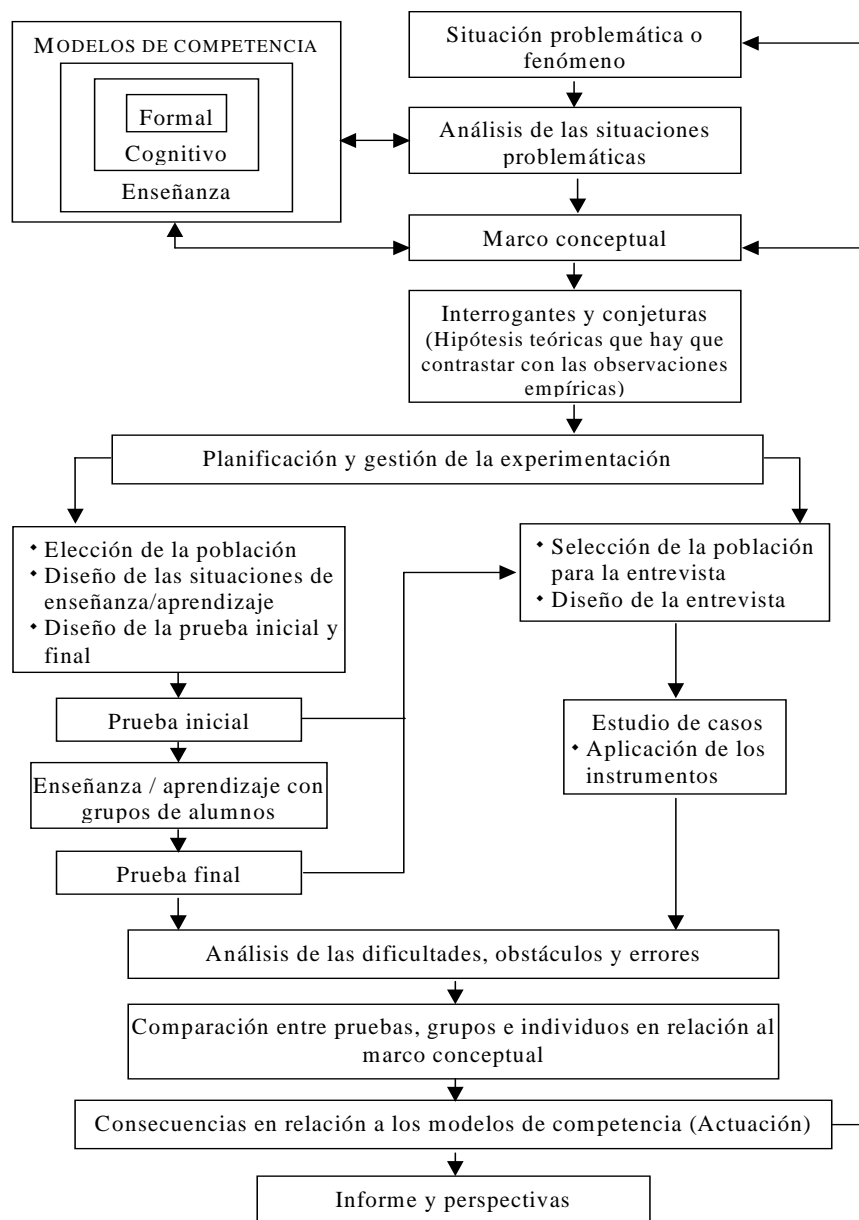 MODELOS DE COMPETENCIA
Formal
Cognitivo
Enseñanza
Situación problemática o
fenómeno
Análisis de las situaciones
problemáticas
Marco conceptual
Interrogantes y conjeturas
(Hipótesis teóricas que hay que
contrastar con las observaciones
empíricas)
Planificación y gestión de la experimentación
• Elección de la población
• Diseño de las situaciones de
enseñanza/aprendizaje
• Diseño de la prueba inicial y
final
• Selección de la población
para la entrevista
• Diseño de la entrevista
Prueba inicial
Enseñanza / aprendizaje con
grupos de alumnos
Prueba final
Estudio de casos
• Aplicación de los
instrumentos
Análisis de las dificultades, obstáculos y errores
Comparación entre pruebas, grupos e individuos en relación al
marco conceptual
Consecuencias en relación a los modelos de competencia (Actuación)
Informe y perspectivas